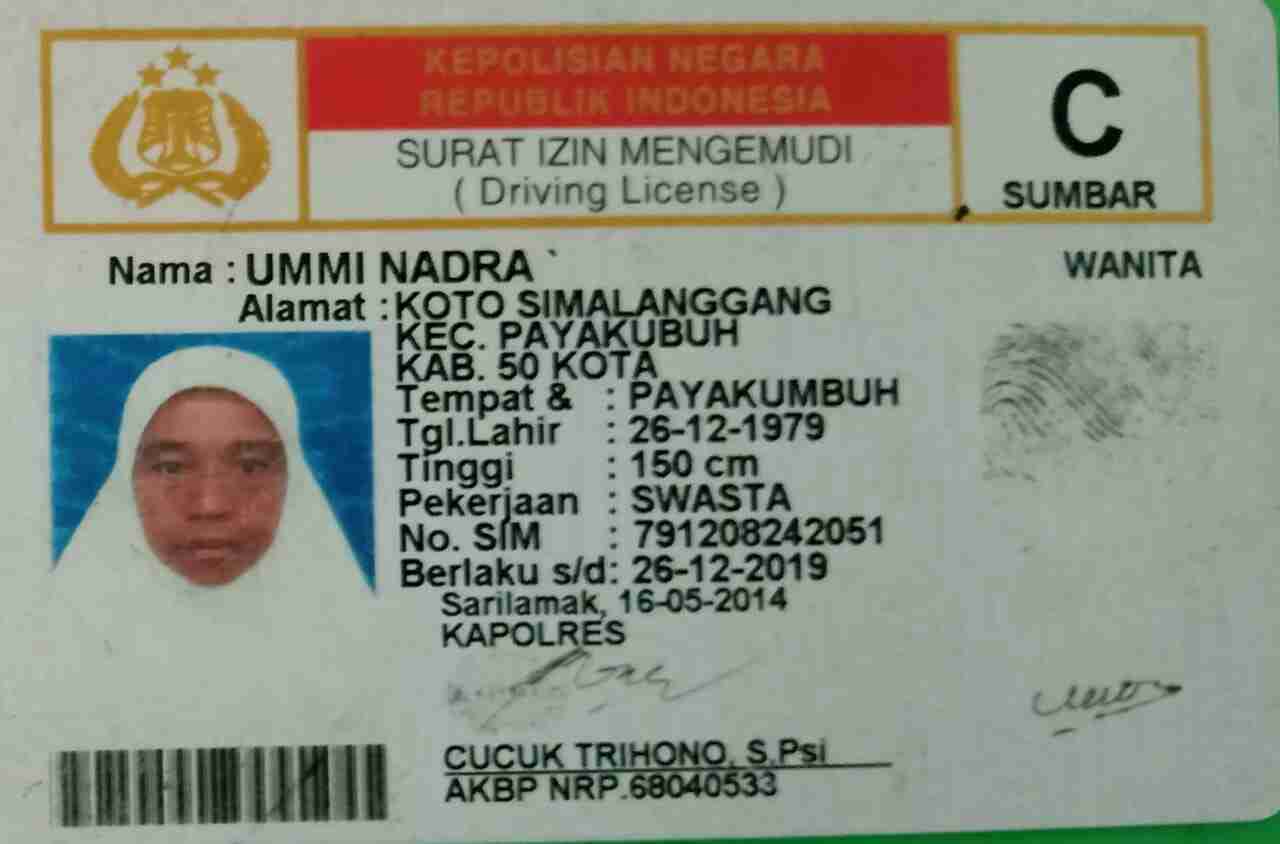 KEPOLISIAN NEGARA
REPUBLIK INDONESIA
SURAT IZIN MENGEMUDI
( Driving License )
C
SUMBAR
Nama : UMMI NADRA
WANITA
Alamat : KOTO SIMALANGGANG
KEC. PAYAKUBUH
KAB. 50 KOTA
Tempat & : PAYAKUMBUH
Tgl.Lahir : 26-12-1979
Tinggi : 150 cm
Pekerjaan : SWASTA
No. SIM : 791208242051
Berlaku s/d: 26-12-2019
Sarilamak, 16-05-2014
KAPOLRES
CUCUK TRIHONO, S.Psi
AKBP NRP.68040533